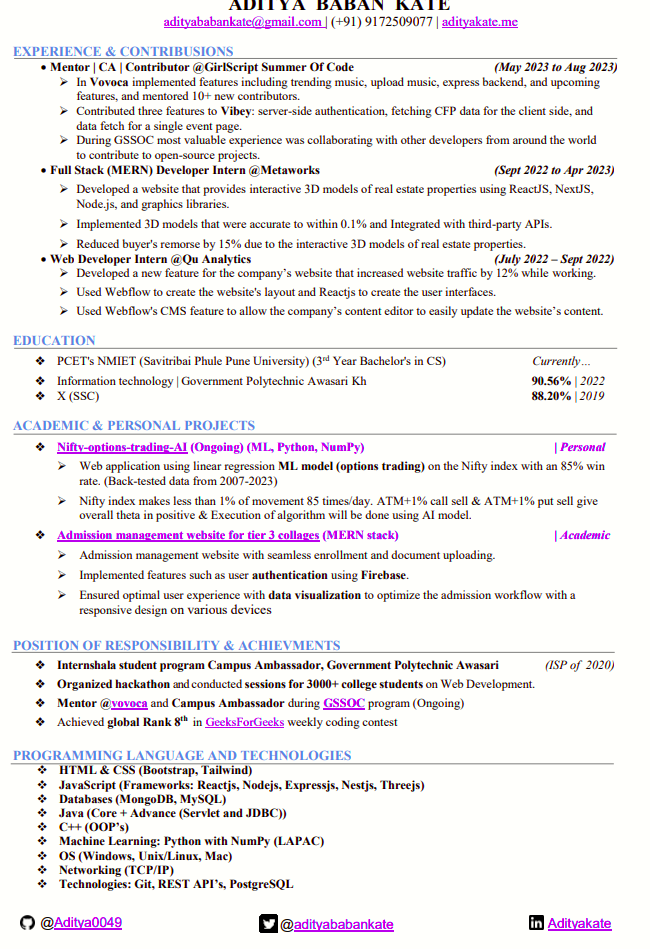 ADITYA BABAN KATE
adityababankate@gmail.com | (+91) 9172509077 | adityakate.me
EXPERIENCE & CONTRIBUSIONS
• Mentor | CA | Contributor @GirlScript Summer Of Code (May 2023 to Aug 2023)
➢ In Vovoca implemented features including trending music, upload music, express backend, and upcoming
features, and mentored 10+ new contributors.
➢ Contributed three features to Vibey: server-side authentication, fetching CFP data for the client side, and
data fetch for a single event page.
➢ During GSSOC most valuable experience was collaborating with other developers from around the world
to contribute to open-source projects.
• Full Stack (MERN) Developer Intern @Metaworks (Sept 2022 to Apr 2023)
➢ Developed a website that provides interactive 3D models of real estate properties using ReactJS, NextJS,
Node.js, and graphics libraries.
➢ Implemented 3D models that were accurate to within 0.1% and Integrated with third-party APIs.
➢ Reduced buyer's remorse by 15% due to the interactive 3D models of real estate properties.
• Web Developer Intern @Qu Analytics (July 2022 – Sept 2022)
➢ Developed a new feature for the company's website that increased website traffic by 12% while working.
➢ Used Webflow to create the website's layout and Reactjs to create the user interfaces.
➢ Used Webflow's CMS feature to allow the company's content editor to easily update the website's content.
EDUCATION
❖ PCET's NMIET (Savitribai Phule Pune University) (3rd Year Bachelor's in CS) Currently…
❖ Information technology | Government Polytechnic Awasari Kh 90.56% | 2022
❖ X (SSC) 88.20% | 2019
ACADEMIC & PERSONAL PROJECTS
❖ Nifty-options-trading-AI (Ongoing) (ML, Python, NumPy) | Personal
➢ Web application using linear regression ML model (options trading) on the Nifty index with an 85% win
rate. (Back-tested data from 2007-2023)
➢ Nifty index makes less than 1% of movement 85 times/day. ATM+1% call sell & ATM+1% put sell give
overall theta in positive & Execution of algorithm will be done using AI model.
❖ Admission management website for tier 3 collages (MERN stack) | Academic
➢ Admission management website with seamless enrollment and document uploading.
➢ Implemented features such as user authentication using Firebase.
➢ Ensured optimal user experience with data visualization to optimize the admission workflow with a
responsive design on various devices
POSITION OF RESPONSIBILITY & ACHIEVMENTS
❖ Internshala student program Campus Ambassador, Government Polytechnic Awasari (ISP of 2020)
❖ Organized hackathon and conducted sessions for 3000+ college students on Web Development.
❖ Mentor @vovoca and Campus Ambassador during GSSOC program (Ongoing)
❖ Achieved global Rank 8th in GeeksForGeeks weekly coding contest
PROGRAMMING LANGUAGE AND TECHNOLOGIES
❖ HTML & CSS (Bootstrap, Tailwind)
❖ JavaScript (Frameworks: Reactjs, Nodejs, Expressjs, Nestjs, Threejs)
❖ Databases (MongoDB, MySQL)
❖ Java (Core + Advance (Servlet and JDBC))
❖ C++ (OOP's)
❖ Machine Learning: Python with NumPy (LAPAC)
❖ OS (Windows, Unix/Linux, Mac)
❖ Networking (TCP/IP)
❖ Technologies: Git, REST API's, PostgreSQL
@Aditya0049 @adityababankate Adityakate